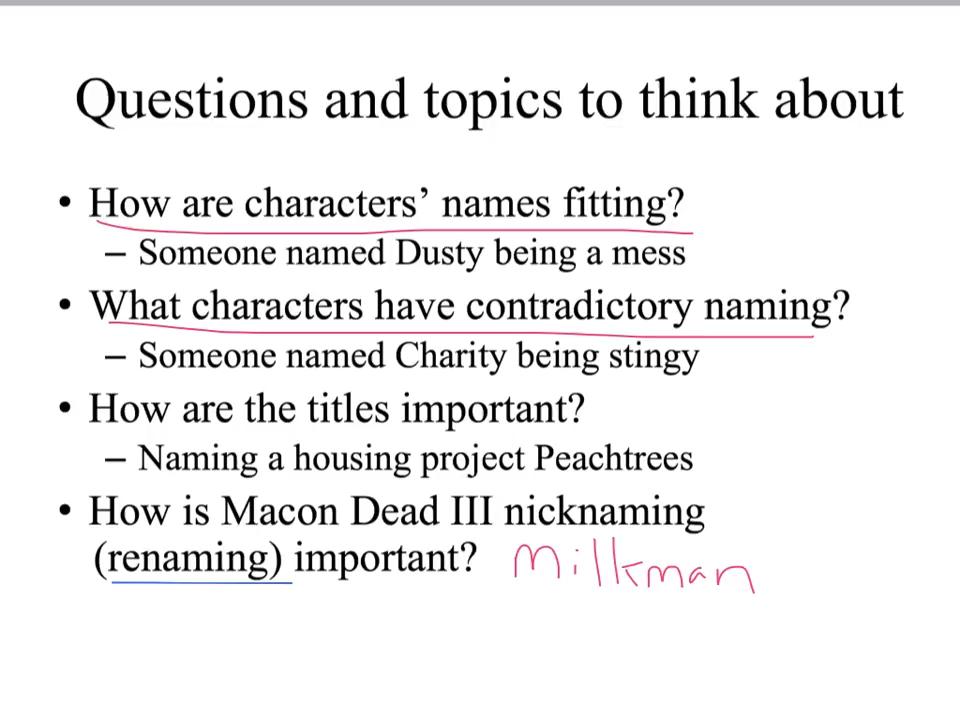 Questions and topics to think about
• How are characters’ names fitting?
– Someone named Dusty being a mess
• What characters have contradictory naming?
– Someone named Charity being stingy
• How are the titles important?
– Naming a housing project Peachtrees
• How is Macon Dead III nicknaming
(renaming) important? Milkman